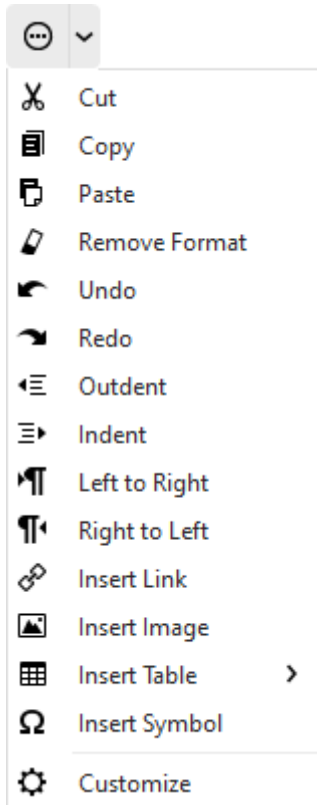 Cut
Copy
Paste
Remove Format
Undo
Redo
Outdent
Indent
Left to Right
Right to Left
Insert Link
Insert Image
Insert Table
Insert Symbol
Customize